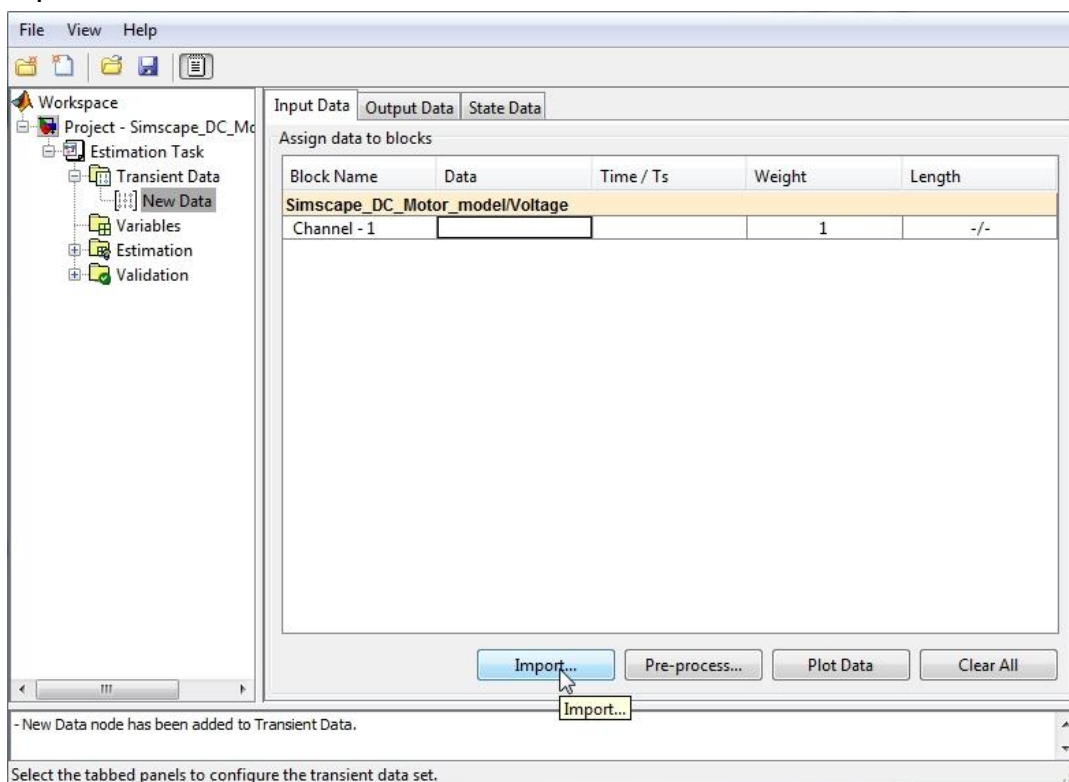 File View Help
Workspace
Project - Simscape_DC_Mo
Estimation Task
Transient Data
New Data
Variables
Estimation
Validation
Input Data Output Data State Data
Assign data to blocks
Block Name Data Time / Ts Weight Length
Simscape_DC_Motor_model/Voltage
Channel - 1 1 -/-
Import... Pre-process... Plot Data Clear All
Import...
- New Data node has been added to Transient Data.
Select the tabbed panels to configure the transient data set.